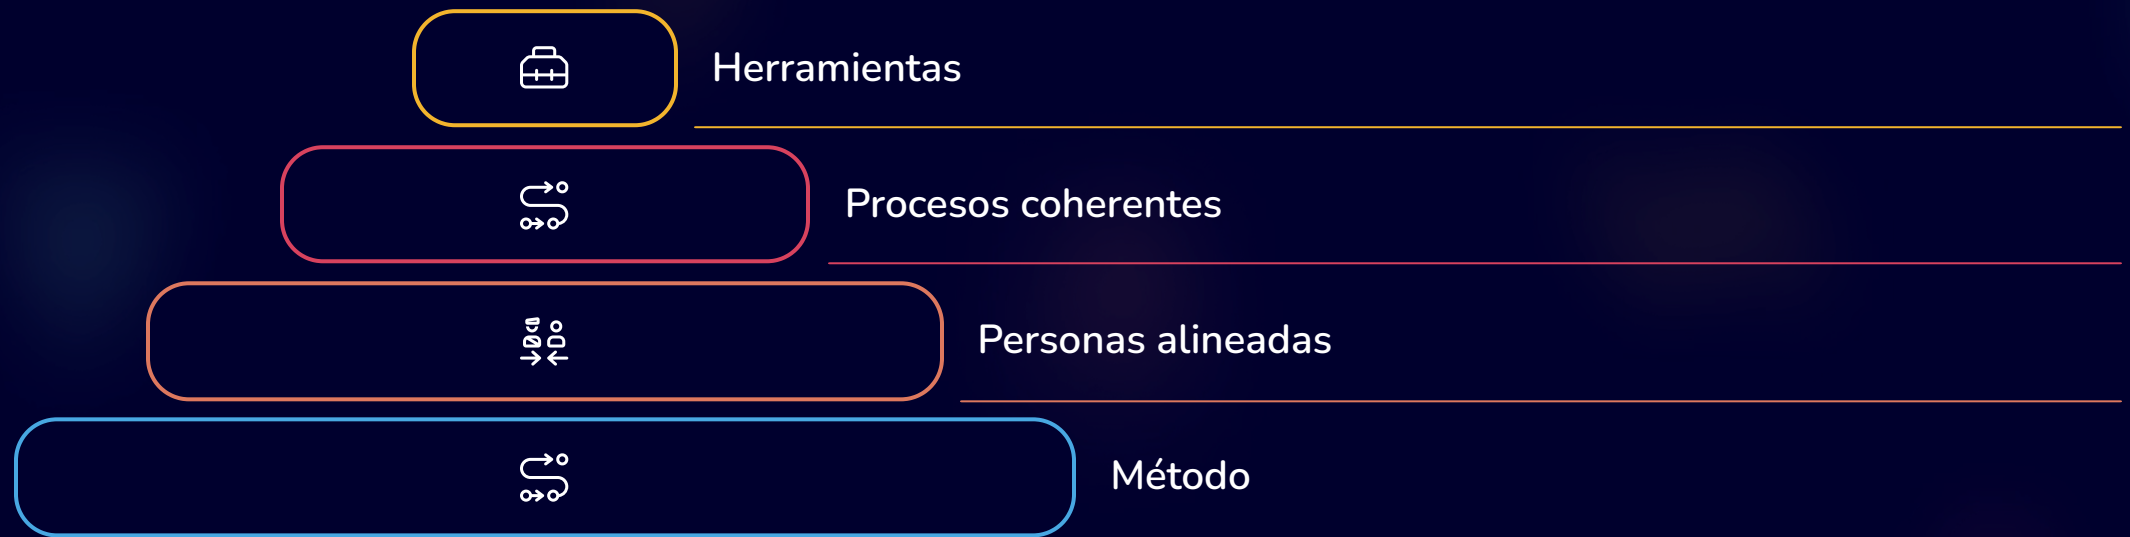 Herramientas
Procesos coherentes
Personas alineadas
Método